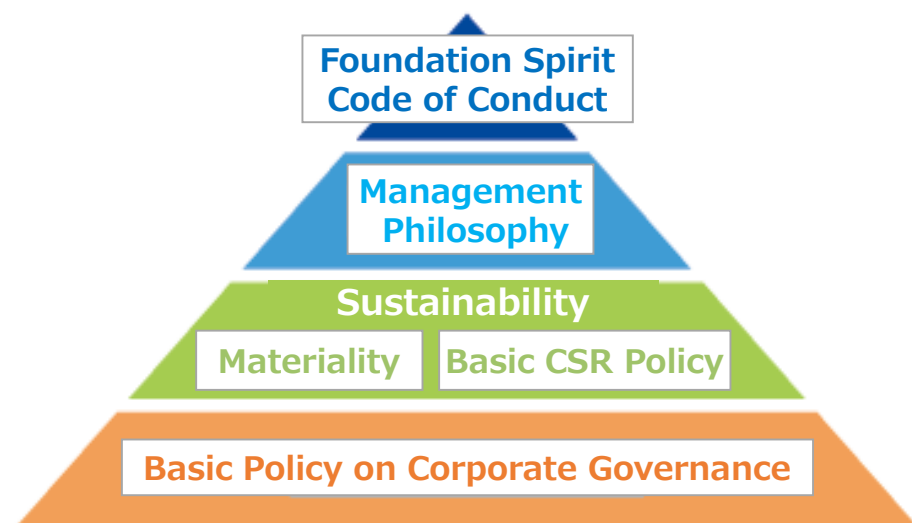 Foundation Spirit
Code of Conduct
Management
Philosophy
Sustainability
Materiality
Basic CSR Policy
Basic Policy on Corporate Governance